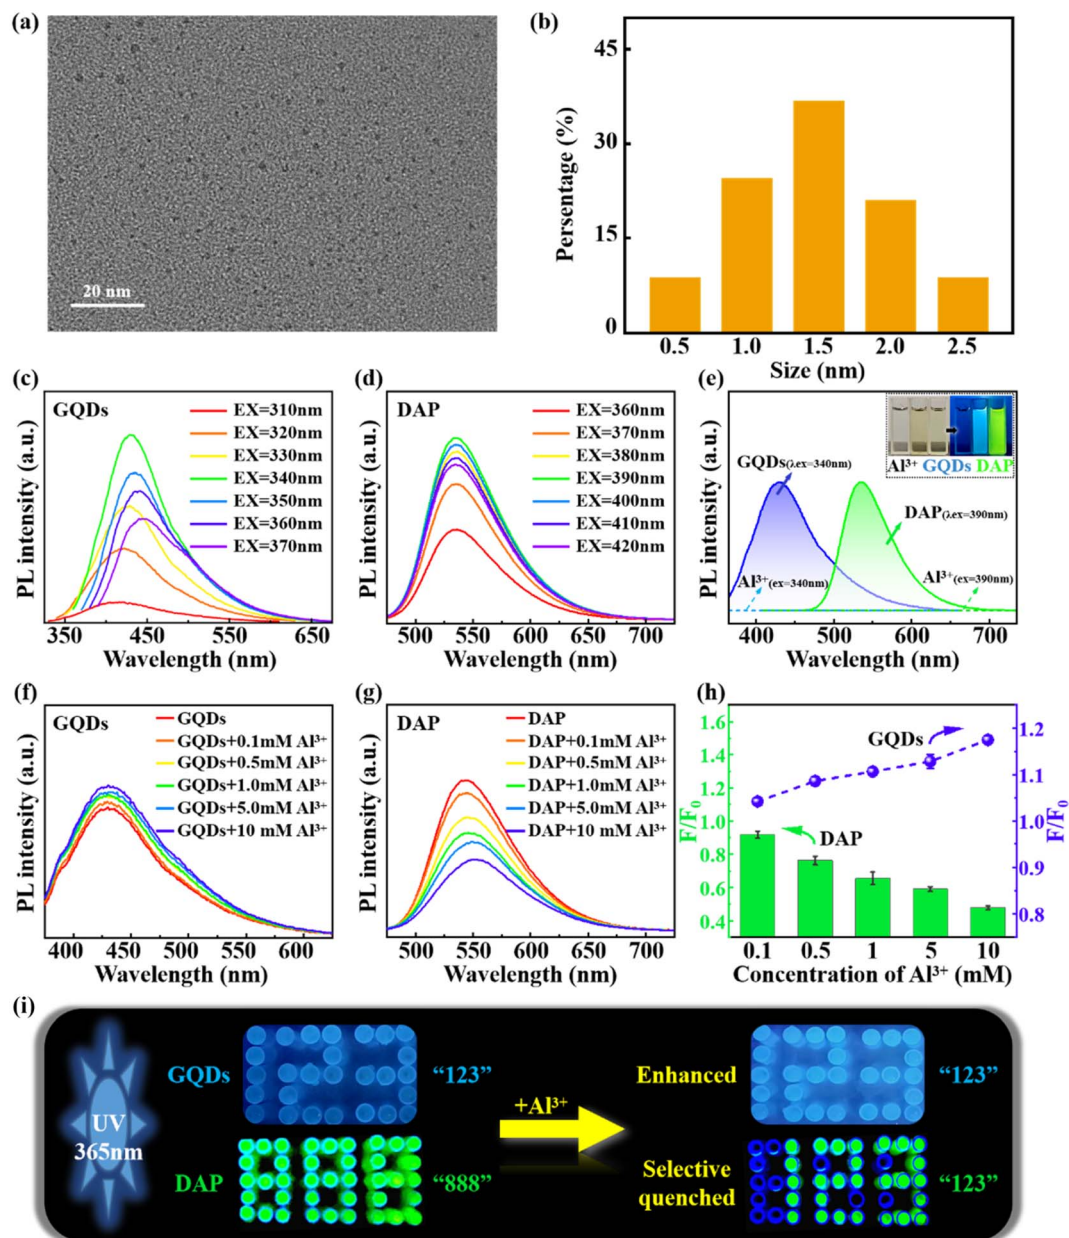 (a)
20 nm
(b)
Persentage (%)
45
30
15
0
0.5 1.0 1.5 2.0 2.5
Size (nm)
(c)
GQDs
EX=310nm
EX=320nm
EX=330nm
EX=340nm
EX=350nm
EX=360nm
EX=370nm
PL intensity (a.u.)
350 450 550 650
Wavelength (nm)
(d)
DAP
EX=360nm
EX=370nm
EX=380nm
EX=390nm
EX=400nm
EX=410nm
EX=420nm
PL intensity (a.u.)
500 550 600 650 700
Wavelength (nm)
(e)
Al³⁺ GQDs DAP
GQDs(λex=340nm)
DAP(λex=390nm)
Al³⁺(ex=340nm)
Al³⁺(ex=390nm)
PL intensity (a.u.)
400 500 600 700
Wavelength (nm)
(f)
GQDs
GQDs
GQDs+0.1mM Al³⁺
GQDs+0.5mM Al³⁺
GQDs+1.0mM Al³⁺
GQDs+5.0mM Al³⁺
GQDs+10 mM Al³⁺
PL intensity (a.u.)
400 450 500 550 600
Wavelength (nm)
(g)
DAP
DAP
DAP+0.1mM Al³⁺
DAP+0.5mM Al³⁺
DAP+1.0mM Al³⁺
DAP+5.0mM Al³⁺
DAP+10 mM Al³⁺
PL intensity (a.u.)
500 550 600 650 700
Wavelength (nm)
(h)
F/F₀
1.6
1.4
1.2
1.0
0.8
0.6
0.4
GQDs
DAP
1.2
1.1
1.0
0.9
0.8
F/F₀
0.1 0.5 1 5 10
Concentration of Al³⁺ (mM)
(i)
UV
365nm
GQDs
“123”
DAP
“888”
+Al³⁺
Enhanced
“123”
Selective
quenched
“123”